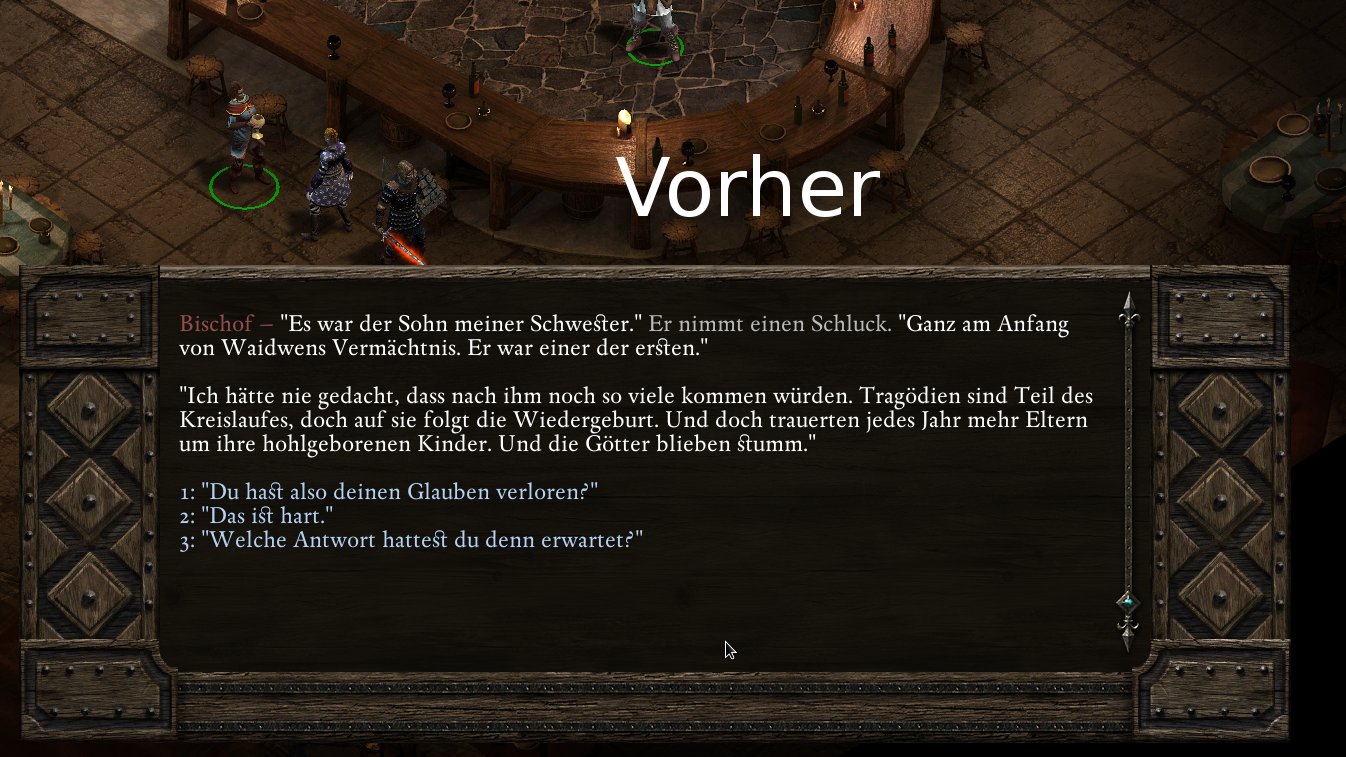 Vorher
Bischof – "Es war der Sohn meiner Schwester." Er nimmt einen Schluck. "Ganz am Anfang
von Waidwens Vermächtnis. Er war einer der ersten."
"Ich hätte nie gedacht, dass nach ihm noch so viele kommen würden. Tragödien sind Teil des
Kreislaufes, doch auf sie folgt die Wiedergeburt. Und doch trauerten jedes Jahr mehr Eltern
um ihre hohlgeborenen Kinder. Und die Götter blieben stumm."
1: "Du hast also deinen Glauben verloren?"
2: "Das ist hart."
3: "Welche Antwort hattest du denn erwartet?"